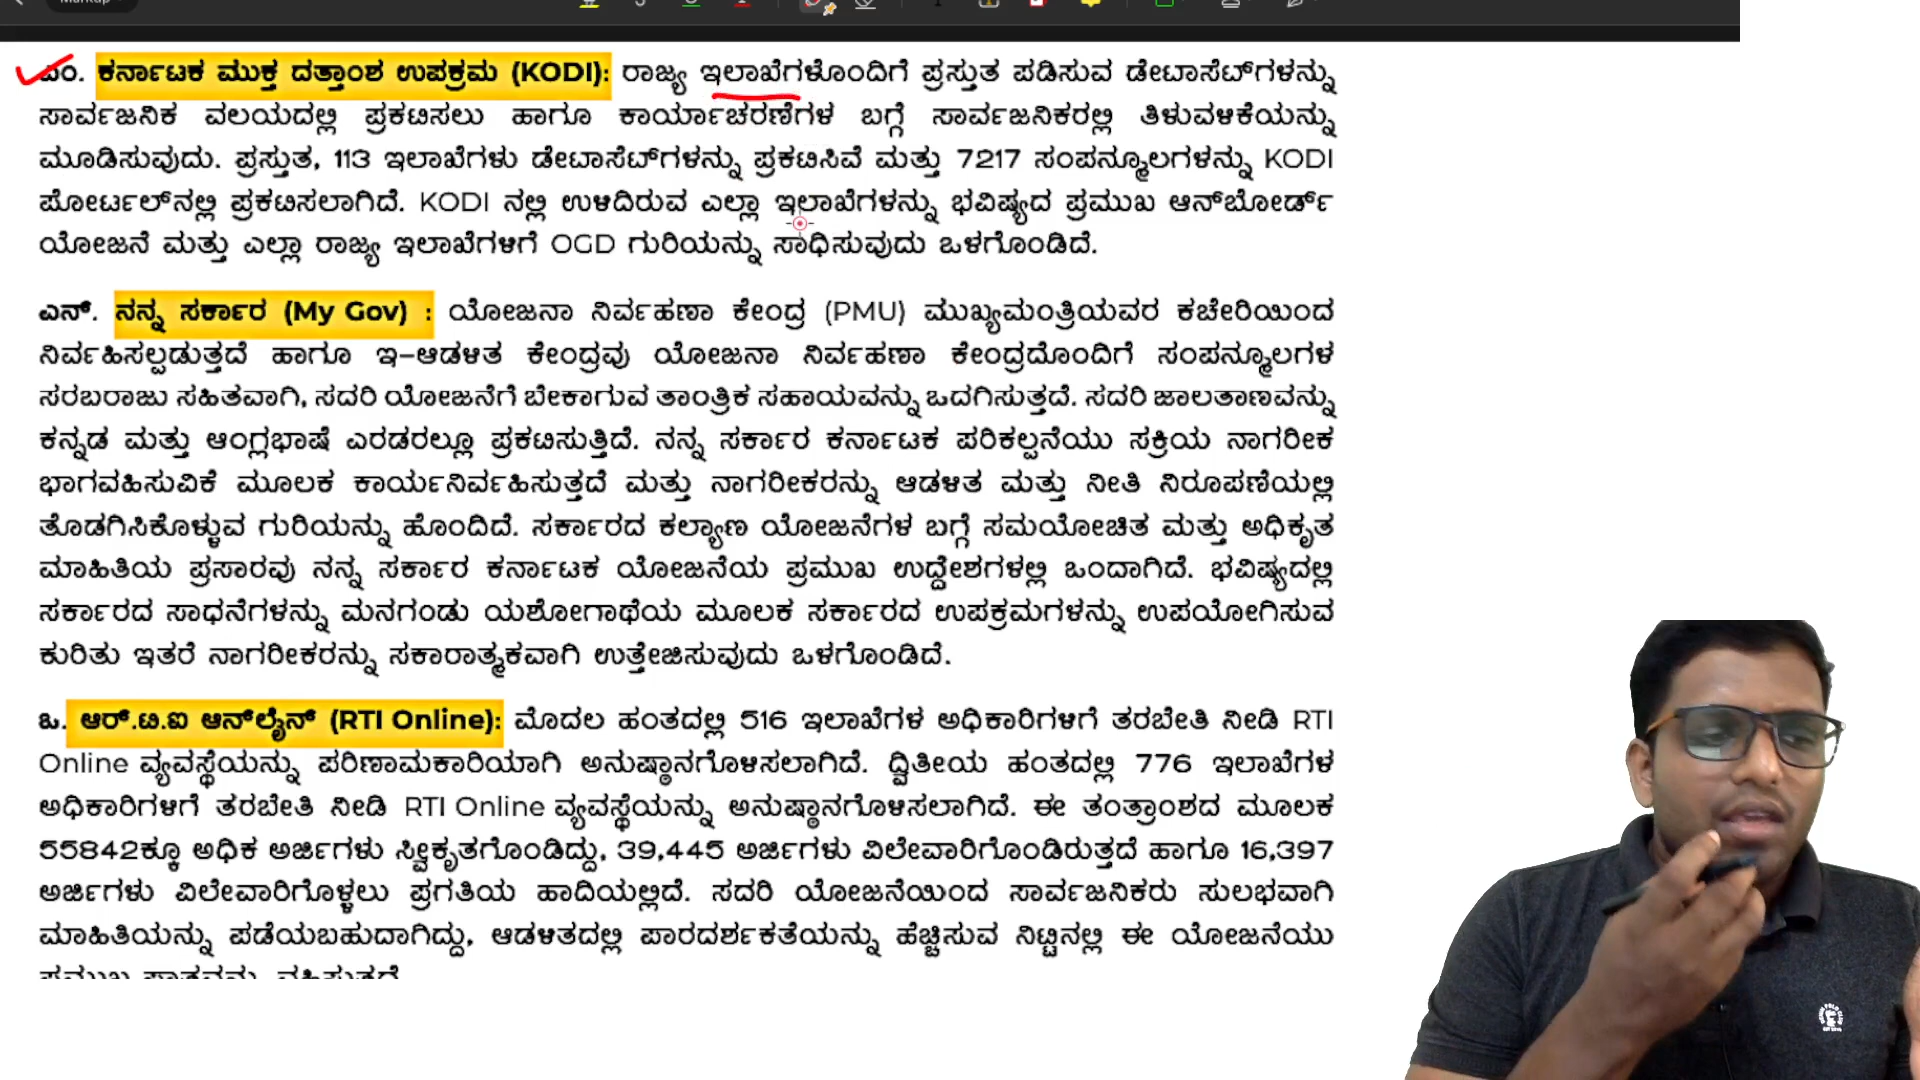 Markup
ಎಂ. ಕರ್ನಾಟಕ ಮುಕ್ತ ದತ್ತಾಂಶ ಉಪಕ್ರಮ (KODI): ರಾಜ್ಯ ಇಲಾಖೆಗಳೊಂದಿಗೆ ಪ್ರಸ್ತುತ ಪಡಿಸುವ ಡೇಟಾಸೆಟ್‌ಗಳನ್ನು
ಸಾರ್ವಜನಿಕ ವಲಯದಲ್ಲಿ ಪ್ರಕಟಿಸಲು ಹಾಗೂ ಕಾರ್ಯಾಚರಣೆಗಳ ಬಗ್ಗೆ ಸಾರ್ವಜನಿಕರಲ್ಲಿ ತಿಳುವಳಿಕೆಯನ್ನು
ಮೂಡಿಸುವುದು. ಪ್ರಸ್ತುತ, 113 ಇಲಾಖೆಗಳು ಡೇಟಾಸೆಟ್‌ಗಳನ್ನು ಪ್ರಕಟಿಸಿವೆ ಮತ್ತು 7217 ಸಂಪನ್ಮೂಲಗಳನ್ನು KODI
ಪೋರ್ಟಲ್‌ನಲ್ಲಿ ಪ್ರಕಟಿಸಲಾಗಿದೆ. KODI ನಲ್ಲಿ ಉಳಿದಿರುವ ಎಲ್ಲಾ ಇಲಾಖೆಗಳನ್ನು ಭವಿಷ್ಯದ ಪ್ರಮುಖ ಆನ್‌ಬೋರ್ಡ್
ಯೋಜನೆ ಮತ್ತು ಎಲ್ಲಾ ರಾಜ್ಯ ಇಲಾಖೆಗಳಿಗೆ OGD ಗುರಿಯನ್ನು ಸಾಧಿಸುವುದು ಒಳಗೊಂಡಿದೆ.
ಎನ್. ನನ್ನ ಸರ್ಕಾರ (My Gov) : ಯೋಜನಾ ನಿರ್ವಹಣಾ ಕೇಂದ್ರ (PMU) ಮುಖ್ಯಮಂತ್ರಿಯವರ ಕಚೇರಿಯಿಂದ
ನಿರ್ವಹಿಸಲ್ಪಡುತ್ತದೆ ಹಾಗೂ ಇ-ಆಡಳಿತ ಕೇಂದ್ರವು ಯೋಜನಾ ನಿರ್ವಹಣಾ ಕೇಂದ್ರದೊಂದಿಗೆ ಸಂಪನ್ಮೂಲಗಳ
ಸರಬರಾಜು ಸಹಿತವಾಗಿ, ಸದರಿ ಯೋಜನೆಗೆ ಬೇಕಾಗುವ ತಾಂತ್ರಿಕ ಸಹಾಯವನ್ನು ಒದಗಿಸುತ್ತದೆ. ಸದರಿ ಜಾಲತಾಣವನ್ನು
ಕನ್ನಡ ಮತ್ತು ಆಂಗ್ಲಭಾಷೆ ಎರಡರಲ್ಲೂ ಪ್ರಕಟಿಸುತ್ತಿದೆ. ನನ್ನ ಸರ್ಕಾರ ಕರ್ನಾಟಕ ಪರಿಕಲ್ಪನೆಯು ಸಕ್ರಿಯ ನಾಗರೀಕ
ಭಾಗವಹಿಸುವಿಕೆ ಮೂಲಕ ಕಾರ್ಯನಿರ್ವಹಿಸುತ್ತದೆ ಮತ್ತು ನಾಗರೀಕರನ್ನು ಆಡಳಿತ ಮತ್ತು ನೀತಿ ನಿರೂಪಣೆಯಲ್ಲಿ
ತೊಡಗಿಸಿಕೊಳ್ಳುವ ಗುರಿಯನ್ನು ಹೊಂದಿದೆ. ಸರ್ಕಾರದ ಕಲ್ಯಾಣ ಯೋಜನೆಗಳ ಬಗ್ಗೆ ಸಮಯೋಚಿತ ಮತ್ತು ಅಧಿಕೃತ
ಮಾಹಿತಿಯ ಪ್ರಸಾರವು ನನ್ನ ಸರ್ಕಾರ ಕರ್ನಾಟಕ ಯೋಜನೆಯ ಪ್ರಮುಖ ಉದ್ದೇಶಗಳಲ್ಲಿ ಒಂದಾಗಿದೆ. ಭವಿಷ್ಯದಲ್ಲಿ
ಸರ್ಕಾರದ ಸಾಧನೆಗಳನ್ನು ಮನಗಂಡು ಯಶೋಗಾಥೆಯ ಮೂಲಕ ಸರ್ಕಾರದ ಉಪಕ್ರಮಗಳನ್ನು ಉಪಯೋಗಿಸುವ
ಕುರಿತು ಇತರೆ ನಾಗರೀಕರನ್ನು ಸಕಾರಾತ್ಮಕವಾಗಿ ಉತ್ತೇಜಿಸುವುದು ಒಳಗೊಂಡಿದೆ.
ಒ. ಆರ್.ಟಿ.ಐ ಆನ್‌ಲೈನ್ (RTI Online): ಮೊದಲ ಹಂತದಲ್ಲಿ 516 ಇಲಾಖೆಗಳ ಅಧಿಕಾರಿಗಳಿಗೆ ತರಬೇತಿ ನೀಡಿ RTI
Online ವ್ಯವಸ್ಥೆಯನ್ನು ಪರಿಣಾಮಕಾರಿಯಾಗಿ ಅನುಷ್ಠಾನಗೊಳಿಸಲಾಗಿದೆ. ದ್ವಿತೀಯ ಹಂತದಲ್ಲಿ 776 ಇಲಾಖೆಗಳ
ಅಧಿಕಾರಿಗಳಿಗೆ ತರಬೇತಿ ನೀಡಿ RTI Online ವ್ಯವಸ್ಥೆಯನ್ನು ಅನುಷ್ಠಾನಗೊಳಿಸಲಾಗಿದೆ. ಈ ತಂತ್ರಾಂಶದ ಮೂಲಕ
55842ಕ್ಕೂ ಅಧಿಕ ಅರ್ಜಿಗಳು ಸ್ವೀಕೃತಗೊಂಡಿದ್ದು, 39,445 ಅರ್ಜಿಗಳು ವಿಲೇವಾರಿಗೊಂಡಿರುತ್ತದೆ ಹಾಗೂ 16,397
ಅರ್ಜಿಗಳು ವಿಲೇವಾರಿಗೊಳ್ಳಲು ಪ್ರಗತಿಯ ಹಾದಿಯಲ್ಲಿದೆ. ಸದರಿ ಯೋಜನೆಯಿಂದ ಸಾರ್ವಜನಿಕರು ಸುಲಭವಾಗಿ
ಮಾಹಿತಿಯನ್ನು ಪಡೆಯಬಹುದಾಗಿದ್ದು, ಆಡಳಿತದಲ್ಲಿ ಪಾರದರ್ಶಕತೆಯನ್ನು ಹೆಚ್ಚಿಸುವ ನಿಟ್ಟಿನಲ್ಲಿ ಈ ಯೋಜನೆಯು